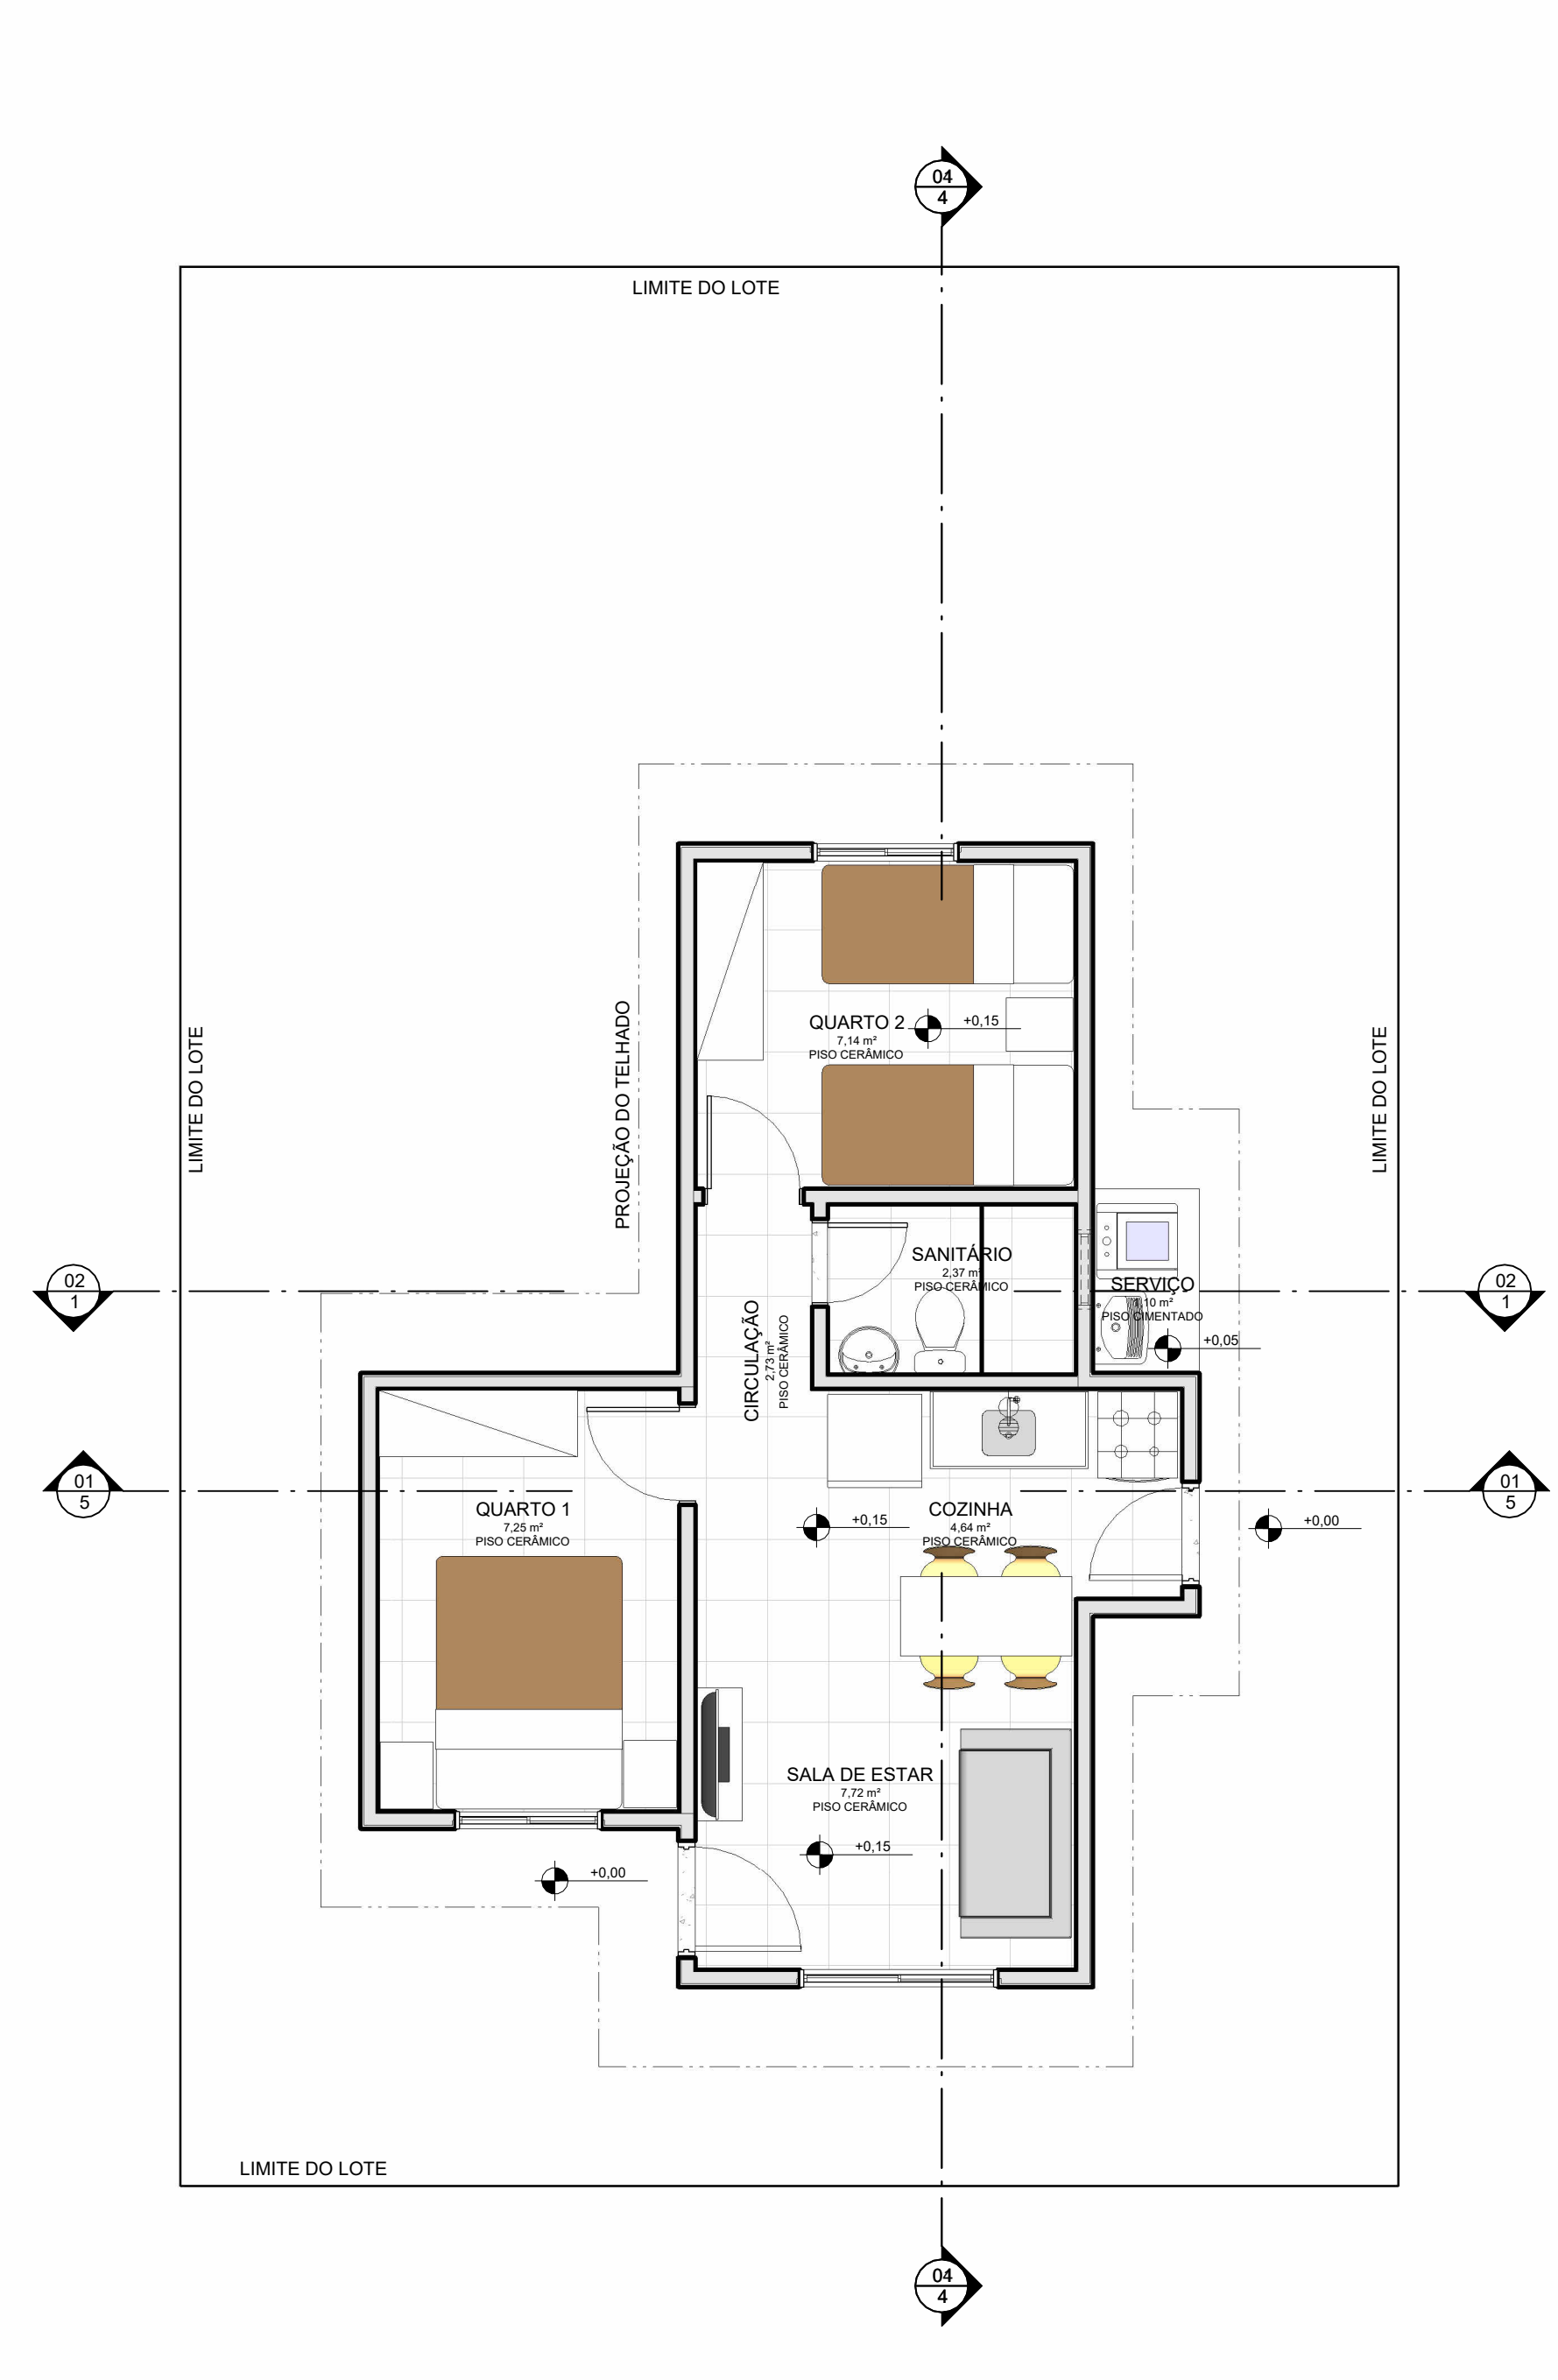 04
4
LIMITE DO LOTE
LIMITE DO LOTE
PROJEÇÃO DO TELHADO
LIMITE DO LOTE
QUARTO 2
7,14 m²
PISO CERÂMICO
+0,15
02
1
SANITÁRIO
2,37 m²
PISO CERÂMICO
SERVIÇO
PISO CIMENTADO
+0,05
02
1
CIRCULAÇÃO
2,73 m²
PISO CERÂMICO
01
5
QUARTO 1
7,25 m²
PISO CERÂMICO
+0,15
COZINHA
4,64 m²
PISO CERÂMICO
+0,00
01
5
SALA DE ESTAR
7,72 m²
PISO CERÂMICO
+0,15
+0,00
LIMITE DO LOTE
04
4